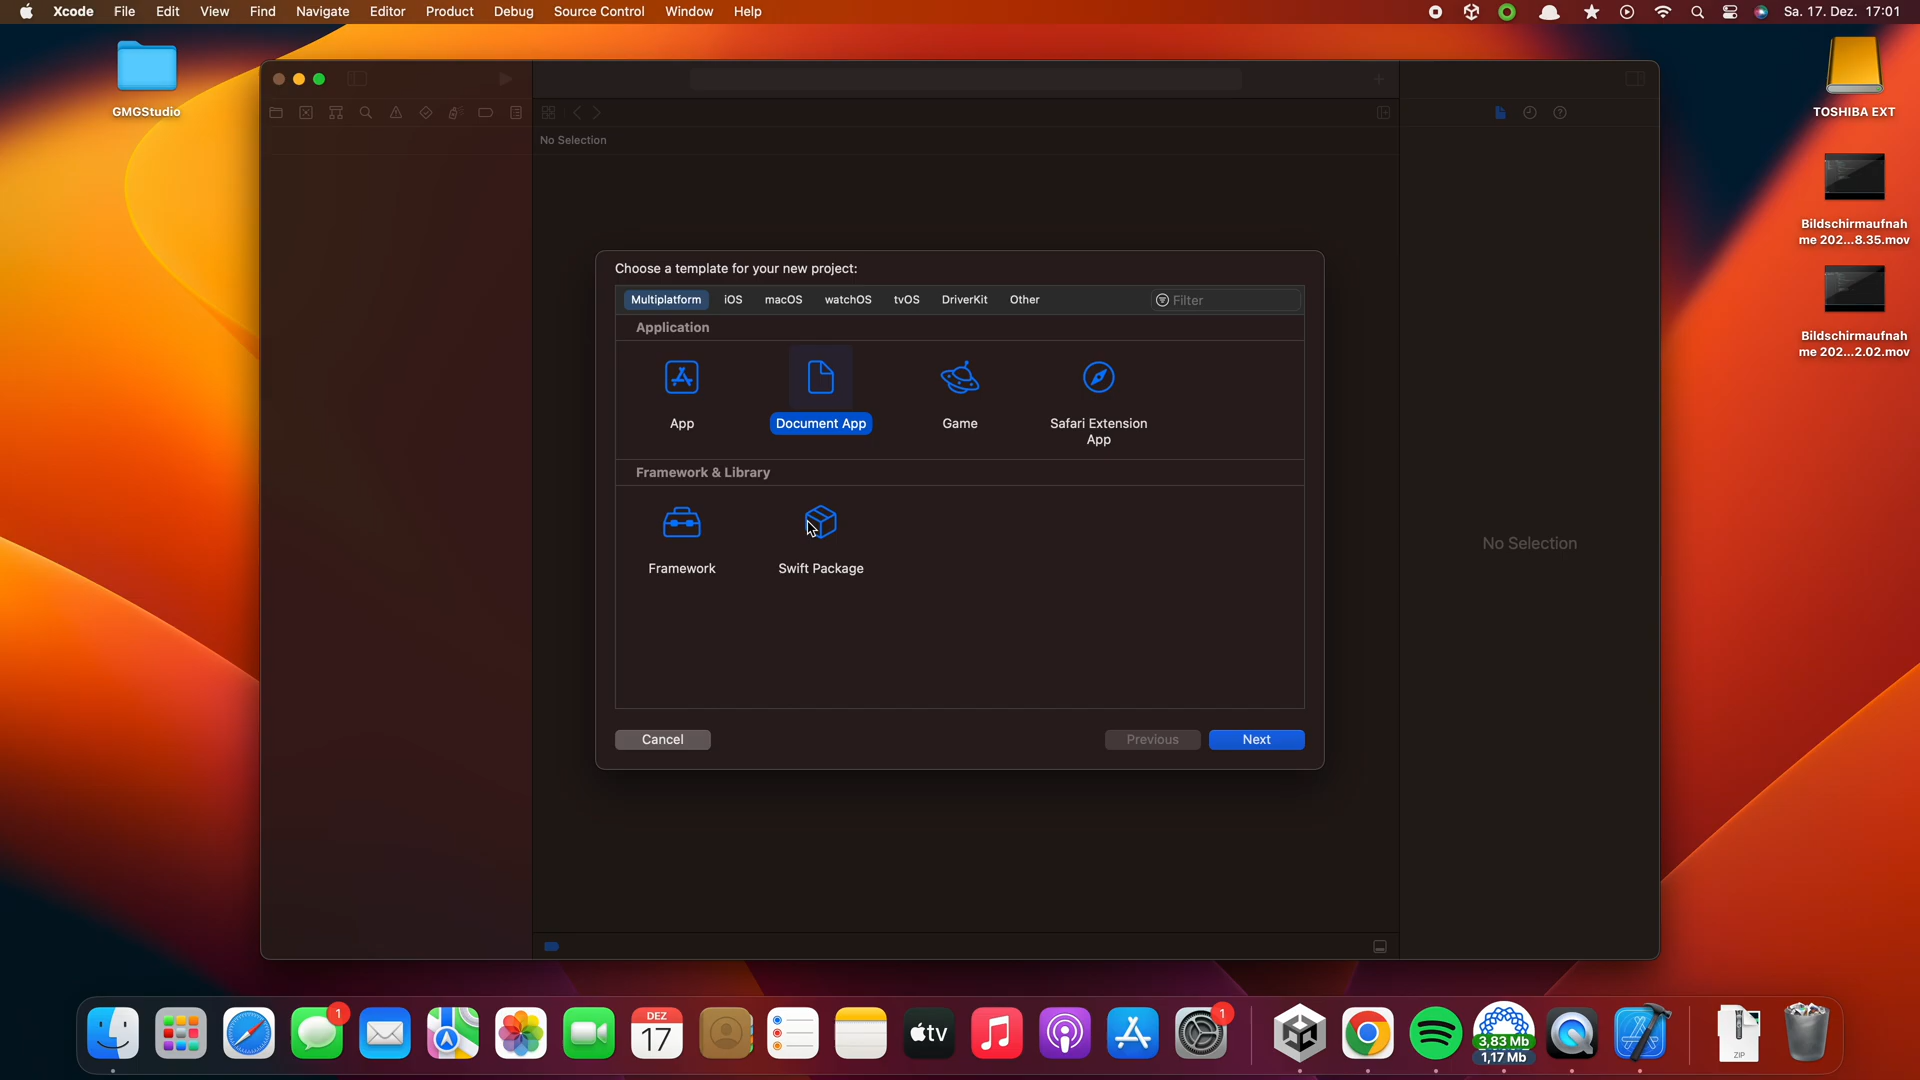 Xcode File Edit View Find Navigate Editor Product Debug Source Control Window Help Sa. 17. Dez. 17:01
GMGStudio
TOSHIBA EXT
Bildschirmaufnah
me 202...8.35.mov
Bildschirmaufnah
me 202...2.02.mov
No Selection
Choose a template for your new project:
Multiplatform iOS macOS watchOS tvOS DriverKit Other Filter
Application
App Document App Game Safari Extension
App
Framework & Library
Framework Swift Package
No Selection
Cancel Previous Next
1
DEZ
17
tv
1
3,83 Mb
1,17 Mb
ZIP